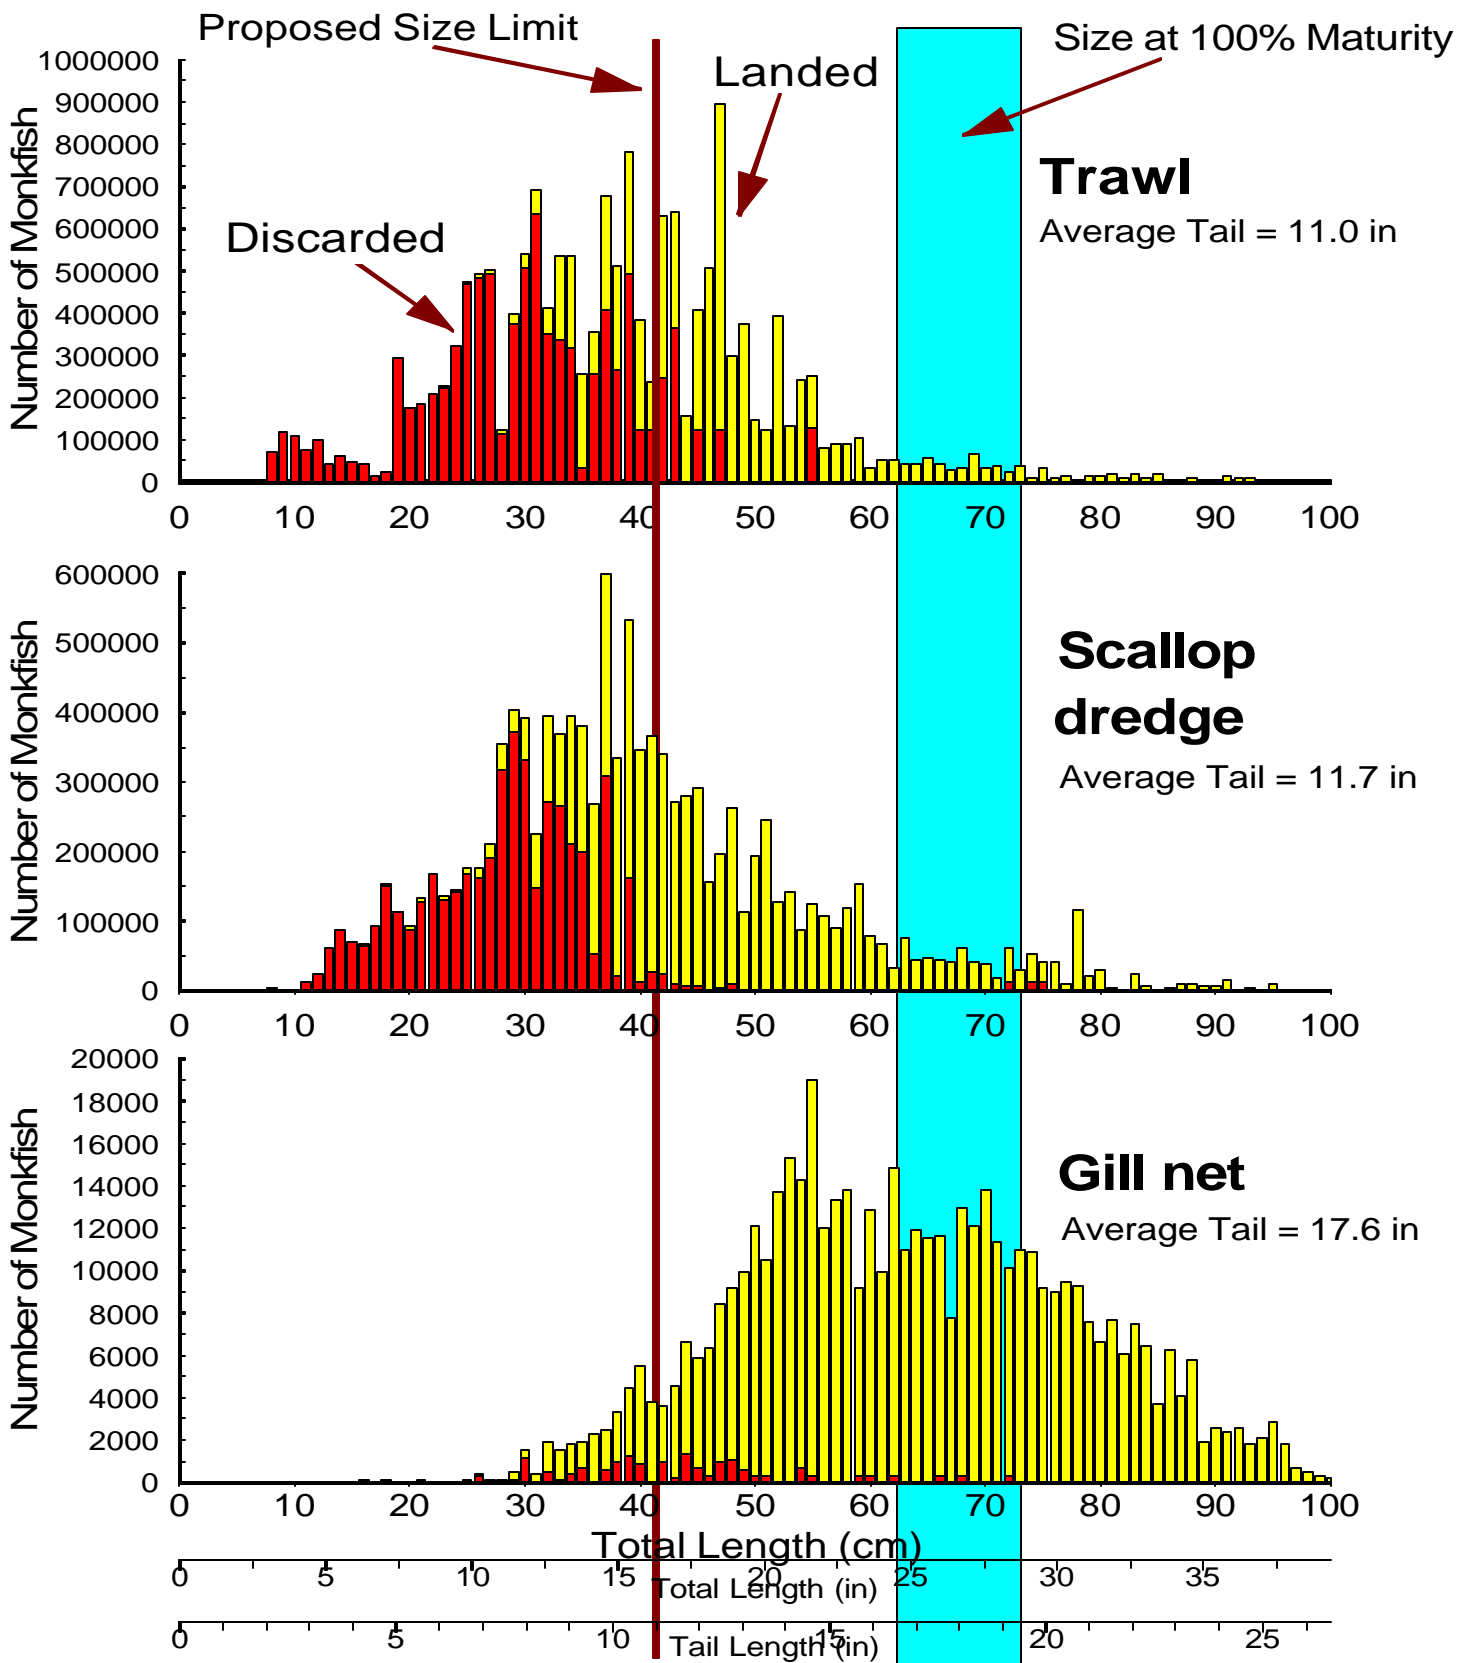 Proposed Size Limit
Size at 100% Maturity
Landed
Discarded
Number of Monkfish
1000000
900000
800000
700000
600000
500000
400000
300000
200000
100000
0
Trawl
Average Tail = 11.0 in
0 10 20 30 40 50 60 70 80 90 100
Number of Monkfish
600000
500000
400000
300000
200000
100000
0
Scallop
dredge
Average Tail = 11.7 in
0 10 20 30 40 50 60 70 80 90 100
Number of Monkfish
20000
18000
16000
14000
12000
10000
8000
6000
4000
2000
0
Gill net
Average Tail = 17.6 in
0 10 20 30 40 50 60 70 80 90 100
Total Length (cm)
0 5 10 15 20 25 30 35
Total Length (in)
0 5 10 15 20 25
Tail Length (in)